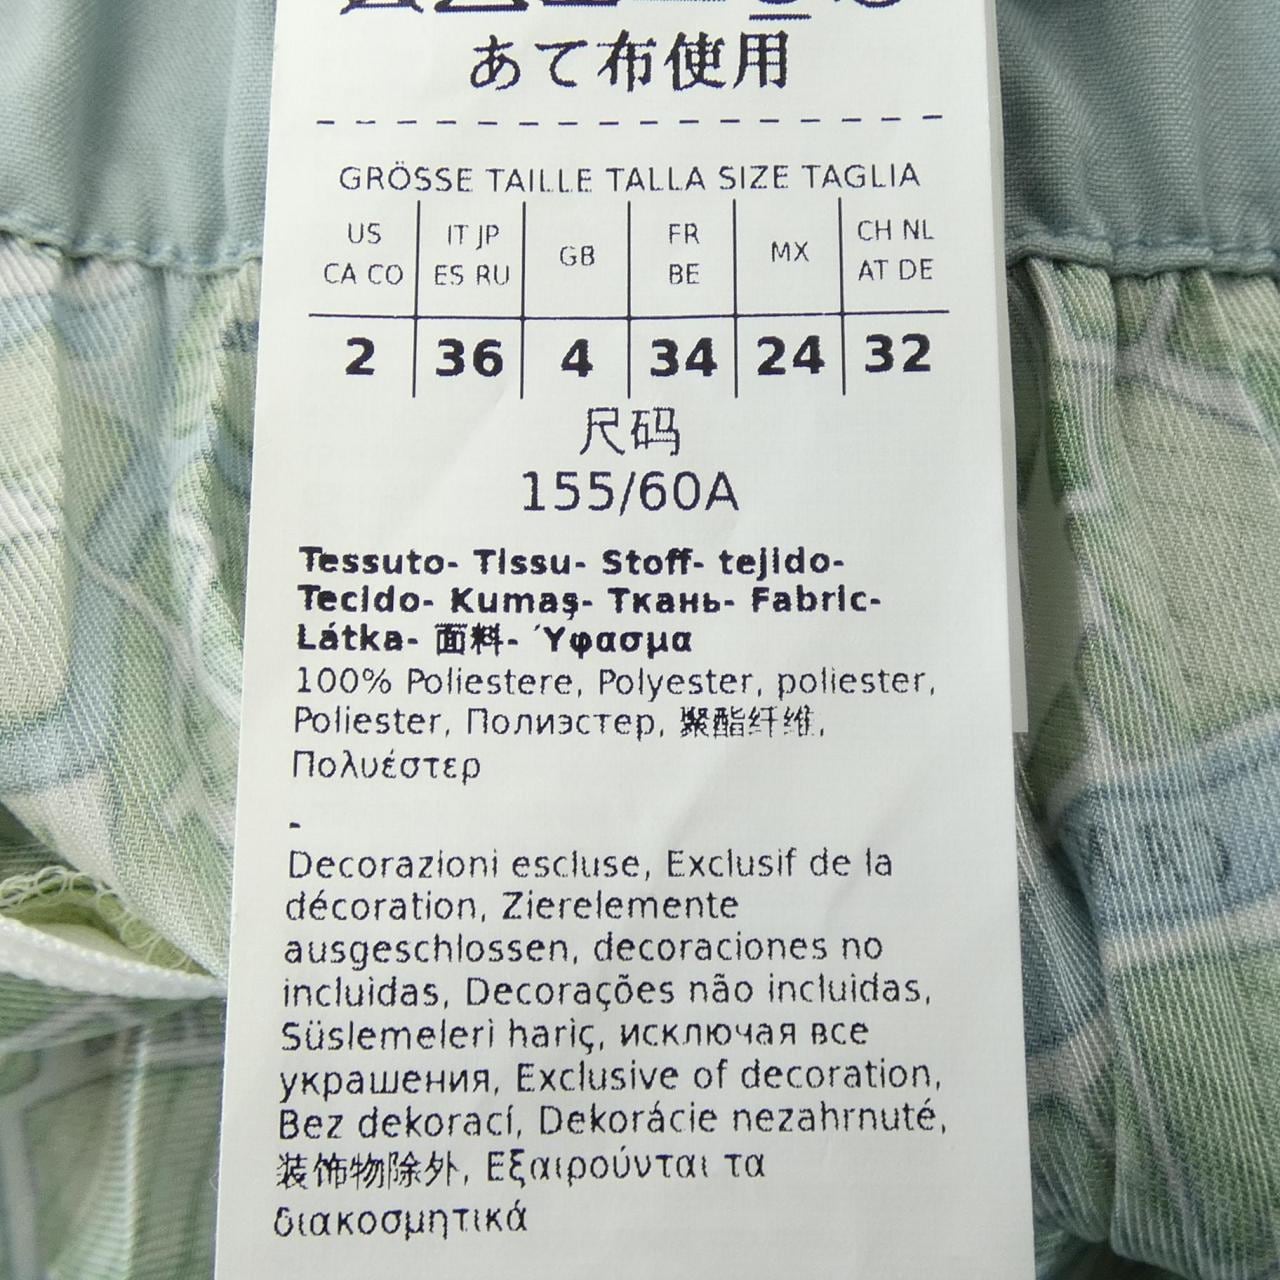 あて布使用
GRÖSSE TAILLE TALLA SIZE TAGLIA
US CA CO | IT JP ES RU | GB | FR BE | MX | CH NL AT DE
2 | 36 | 4 | 34 | 24 | 32
尺码
155/60A
Tessuto- Tissu- Stoff- tejido-
Tecido- Kumaş- Ткань- Fabric-
Látka- 面料- Ύφασμα
100% Poliestere, Polyester, poliester,
Poliester, Полиэстер, 聚酯纤维,
Πολυέστερ
-
Decorazioni escluse, Exclusif de la
décoration, Zierelemente
ausgeschlossen, decoraciones no
incluidas, Decorações não incluidas,
Süslemeleri hariç, исключая все
украшения, Exclusive of decoration,
Bez dekorací, Dekorácie nezahrnuté,
装饰物除外, Εξαιρούνται τα
διακοσμητικά